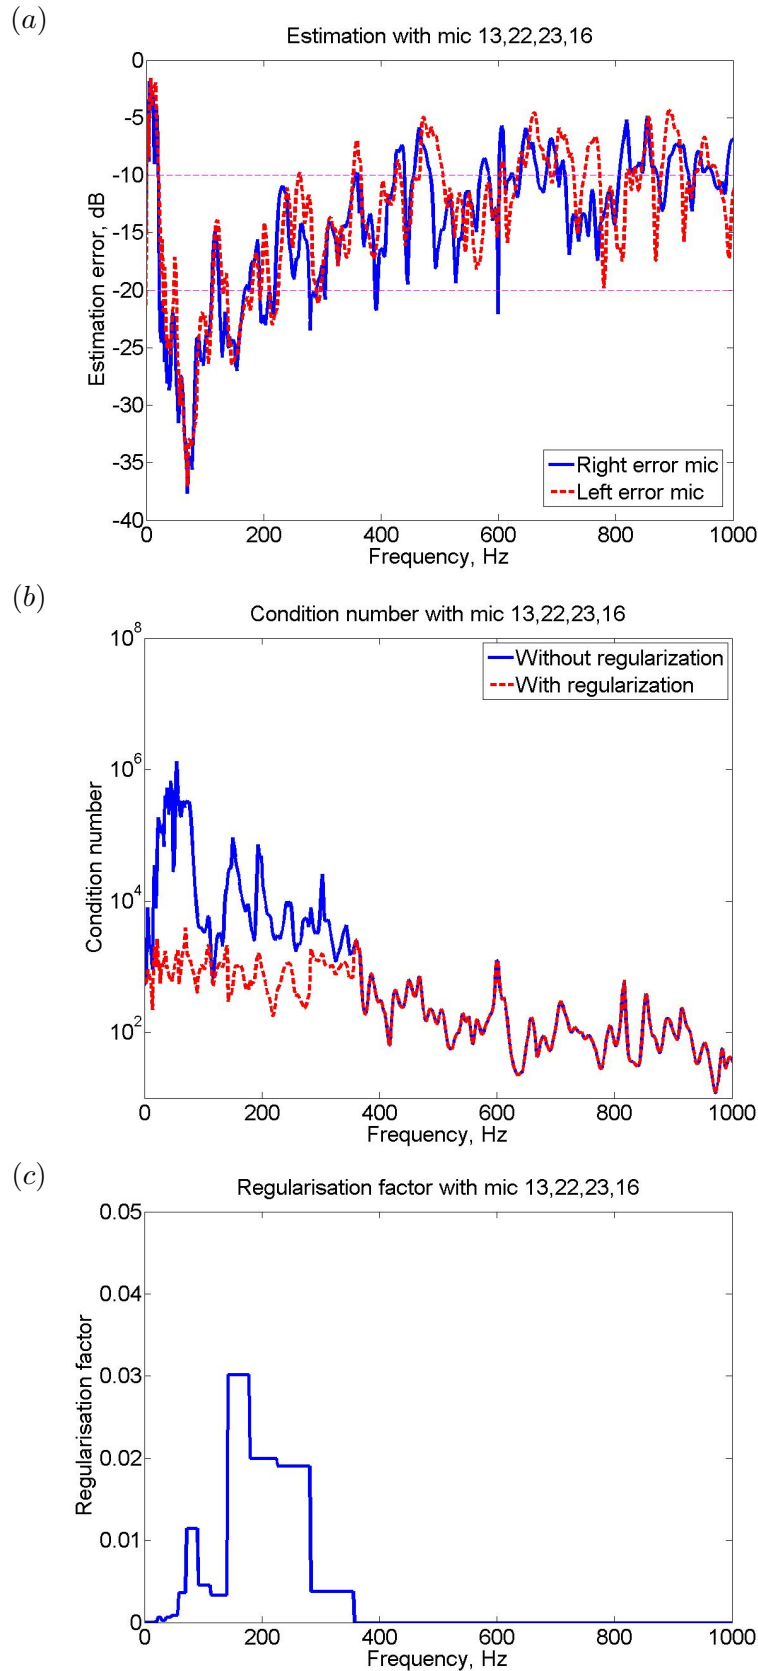 (a)
Estimation with mic 13,22,23,16
Estimation error, dB
0
-5
-10
-15
-20
-25
-30
-35
-40
Right error mic
Left error mic
0 200 400 600 800 1000
Frequency, Hz
(b)
Condition number with mic 13,22,23,16
Condition number
10^8
10^6
10^4
10^2
Without regularization
With regularization
0 200 400 600 800 1000
Frequency, Hz
(c)
Regularisation factor with mic 13,22,23,16
Regularisation factor
0.05
0.04
0.03
0.02
0.01
0
0 200 400 600 800 1000
Frequency, Hz